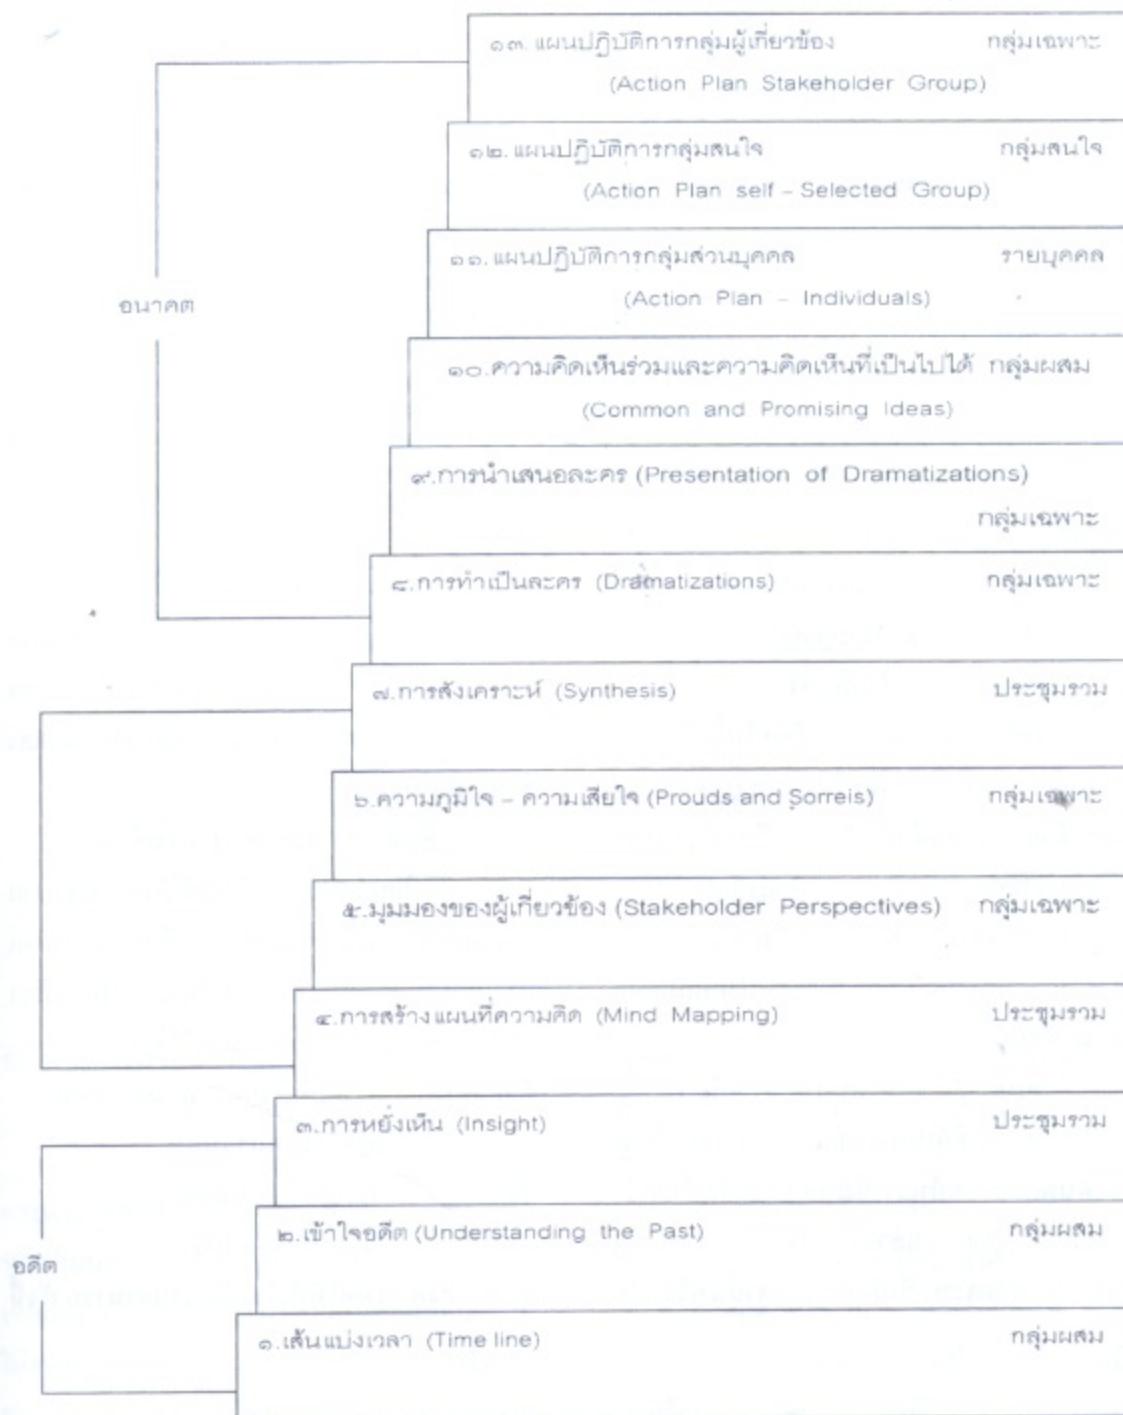 ๑๓. แผนปฏิบัติการกลุ่มผู้เกี่ยวข้อง กลุ่มเฉพาะ
(Action Plan Stakeholder Group)
๑๒. แผนปฏิบัติการกลุ่มสนใจ กลุ่มสนใจ
(Action Plan self – Selected Group)
๑๑. แผนปฏิบัติการกลุ่มส่วนบุคคล รายบุคคล
(Action Plan – Individuals)
อนาคต
๑๐.ความคิดเห็นร่วมและความคิดเห็นที่เป็นไปได้ กลุ่มผสม
(Common and Promising Ideas)
๙.การนำเสนอละคร (Presentation of Dramatizations)
กลุ่มเฉพาะ
๘.การทำเป็นละคร (Dramatizations) กลุ่มเฉพาะ
๗.การสังเคราะห์ (Synthesis) ประชุมรวม
๖.ความภูมิใจ – ความเสียใจ (Prouds and Sorreis) กลุ่มเฉพาะ
๕.มุมมองของผู้เกี่ยวข้อง (Stakeholder Perspectives) กลุ่มเฉพาะ
๔.การสร้างแผนที่ความคิด (Mind Mapping) ประชุมรวม
๓.การหยั่งเห็น (Insight) ประชุมรวม
๒.เข้าใจอดีต (Understanding the Past) กลุ่มผสม
อดีต
๑.เส้นแบ่งเวลา (Time line) กลุ่มผสม